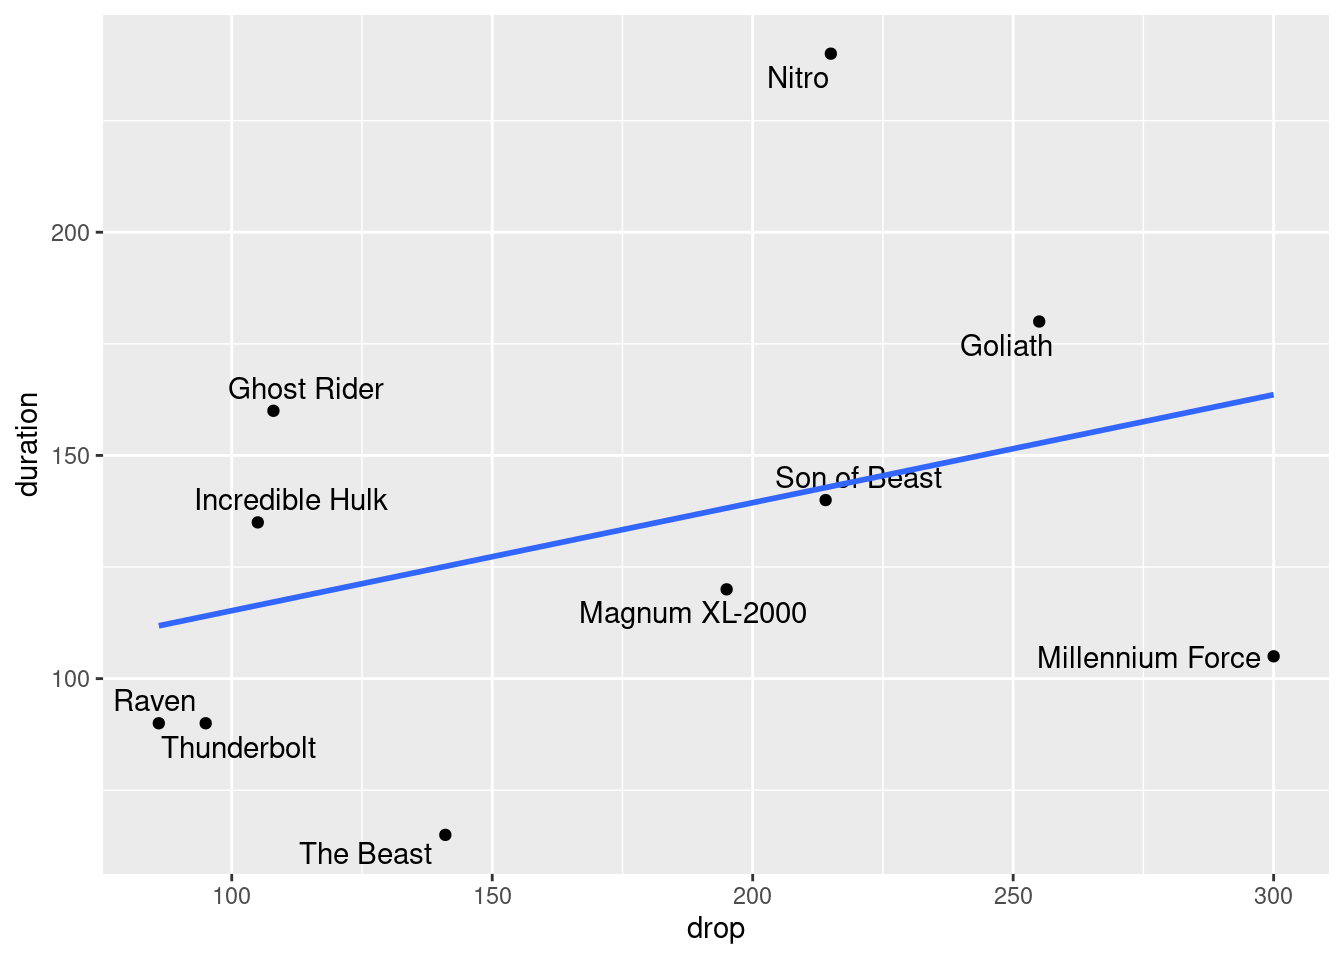 Nitro
200
Goliath
Ghost Rider
duration
150
Son of Beast
Incredible Hulk
Magnum XL-2000
Millennium Force
100
Raven
Thunderbolt
The Beast
100 150 200 250 300
drop